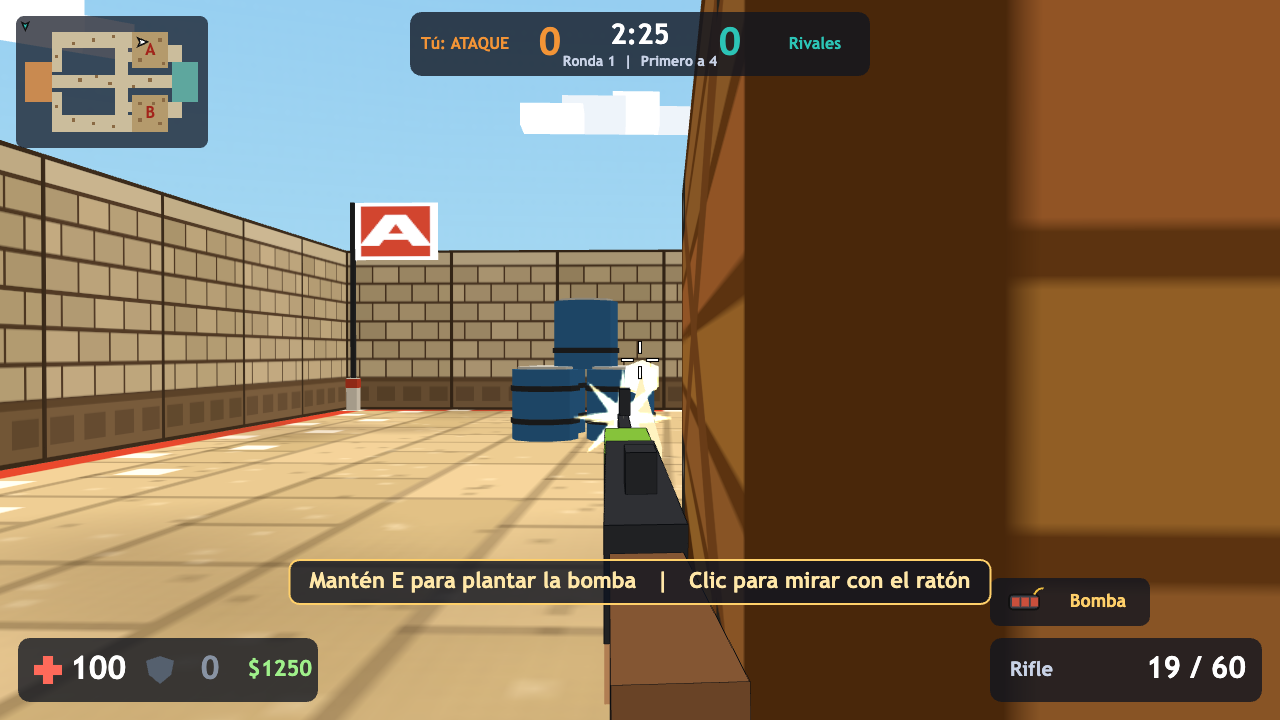 A
B
Tú: ATAQUE
0
2:25
0
Rivales
Ronda 1 | Primero a 4
A
Mantén E para plantar la bomba | Clic para mirar con el ratón
Bomba
100
0
$1250
Rifle
19 / 60